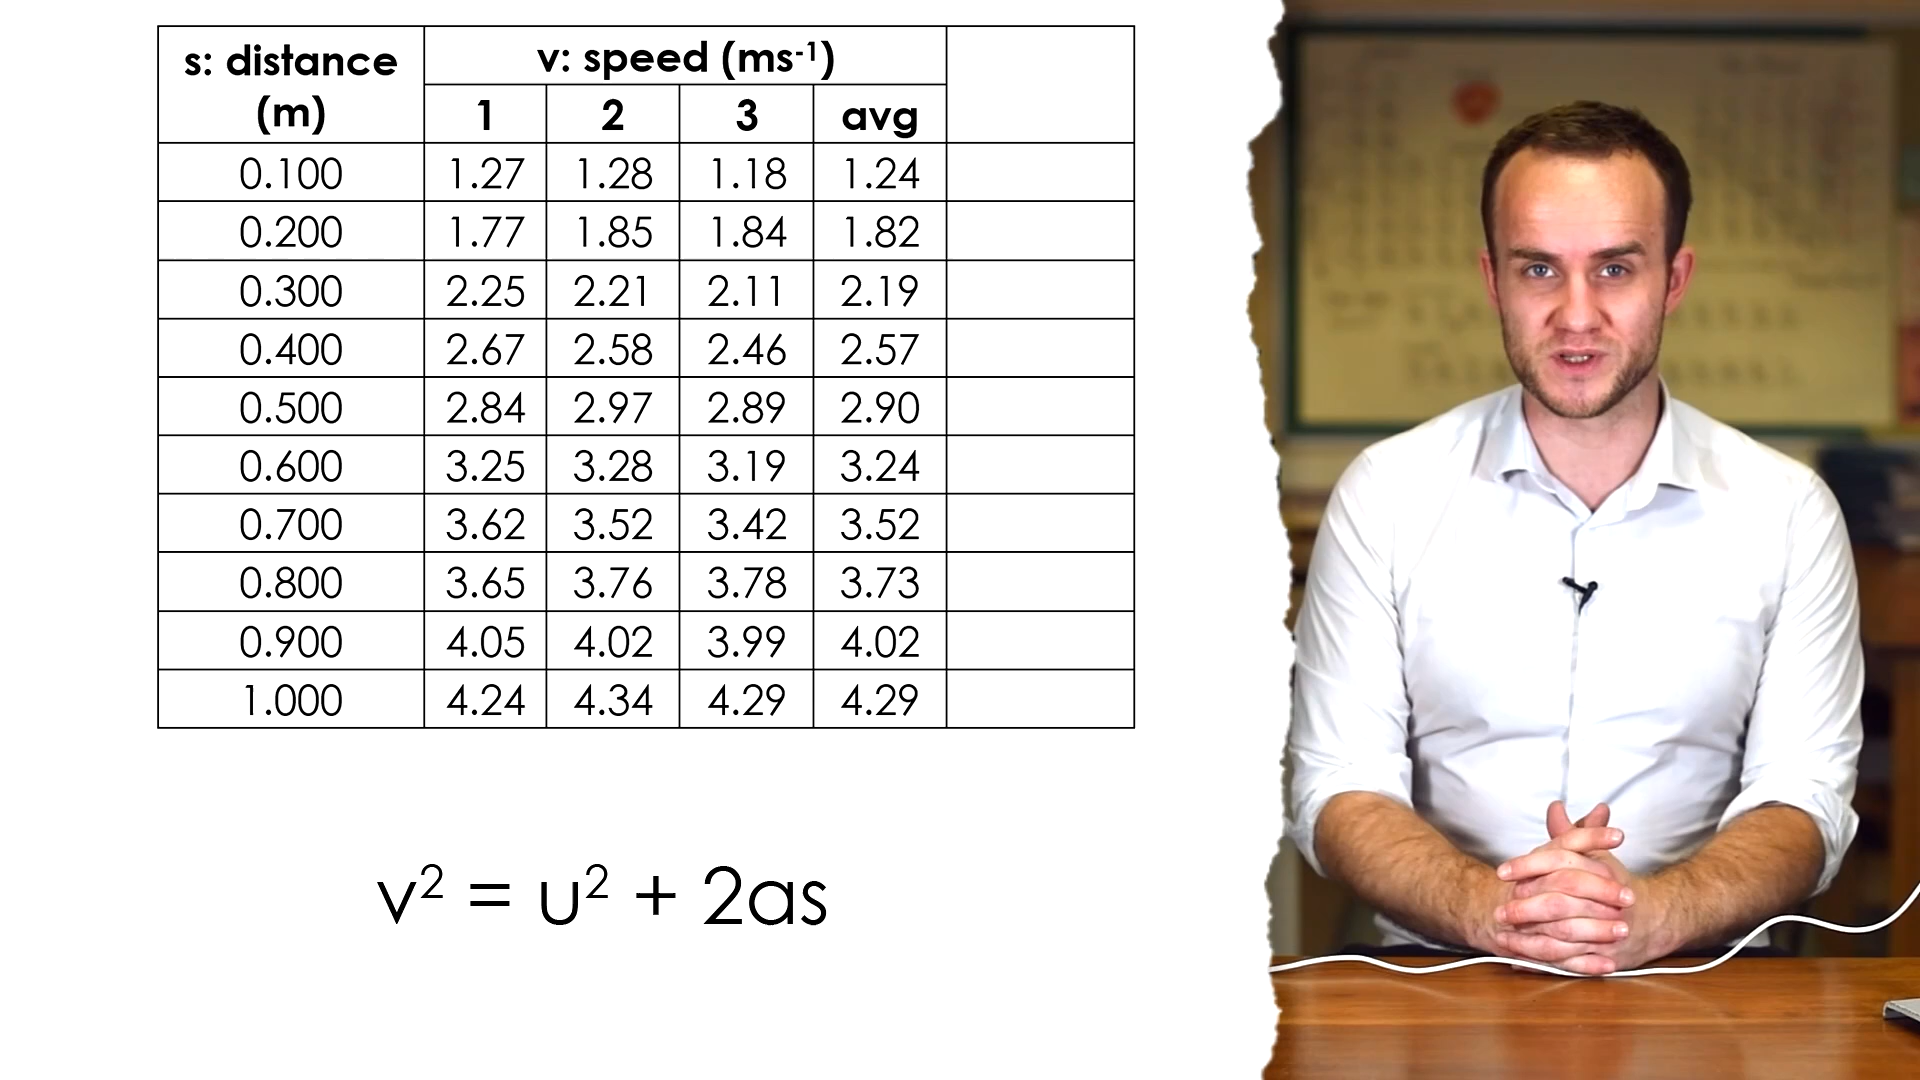 s: distance (m) v: speed (ms⁻¹)
1 2 3 avg
0.100 1.27 1.28 1.18 1.24
0.200 1.77 1.85 1.84 1.82
0.300 2.25 2.21 2.11 2.19
0.400 2.67 2.58 2.46 2.57
0.500 2.84 2.97 2.89 2.90
0.600 3.25 3.28 3.19 3.24
0.700 3.62 3.52 3.42 3.52
0.800 3.65 3.76 3.78 3.73
0.900 4.05 4.02 3.99 4.02
1.000 4.24 4.34 4.29 4.29
v² = u² + 2as